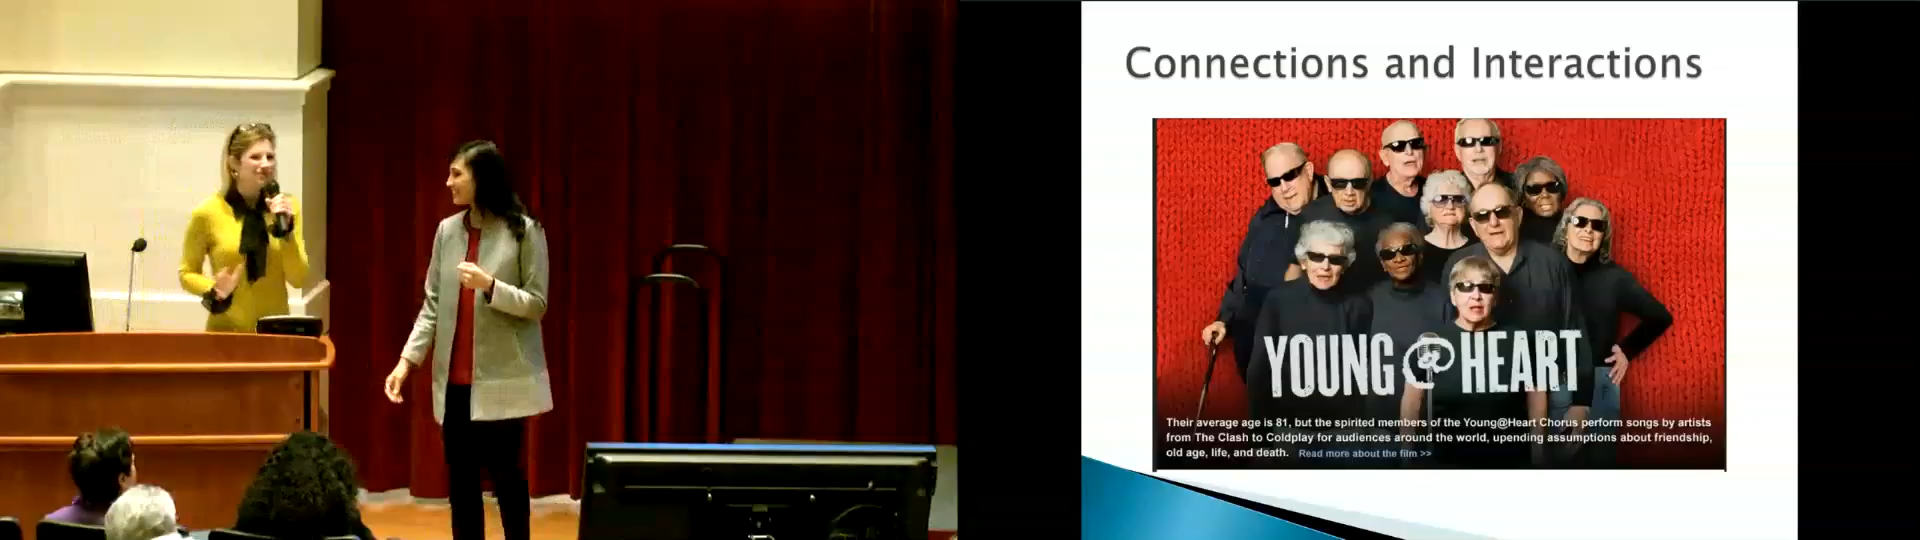 Connections and Interactions
YOUNG@HEART
Their average age is 81, but the spirited members of the Young@Heart Chorus perform songs by artists
from The Clash to Coldplay for audiences around the world, upending assumptions about friendship,
old age, life, and death. Read more about the film >>